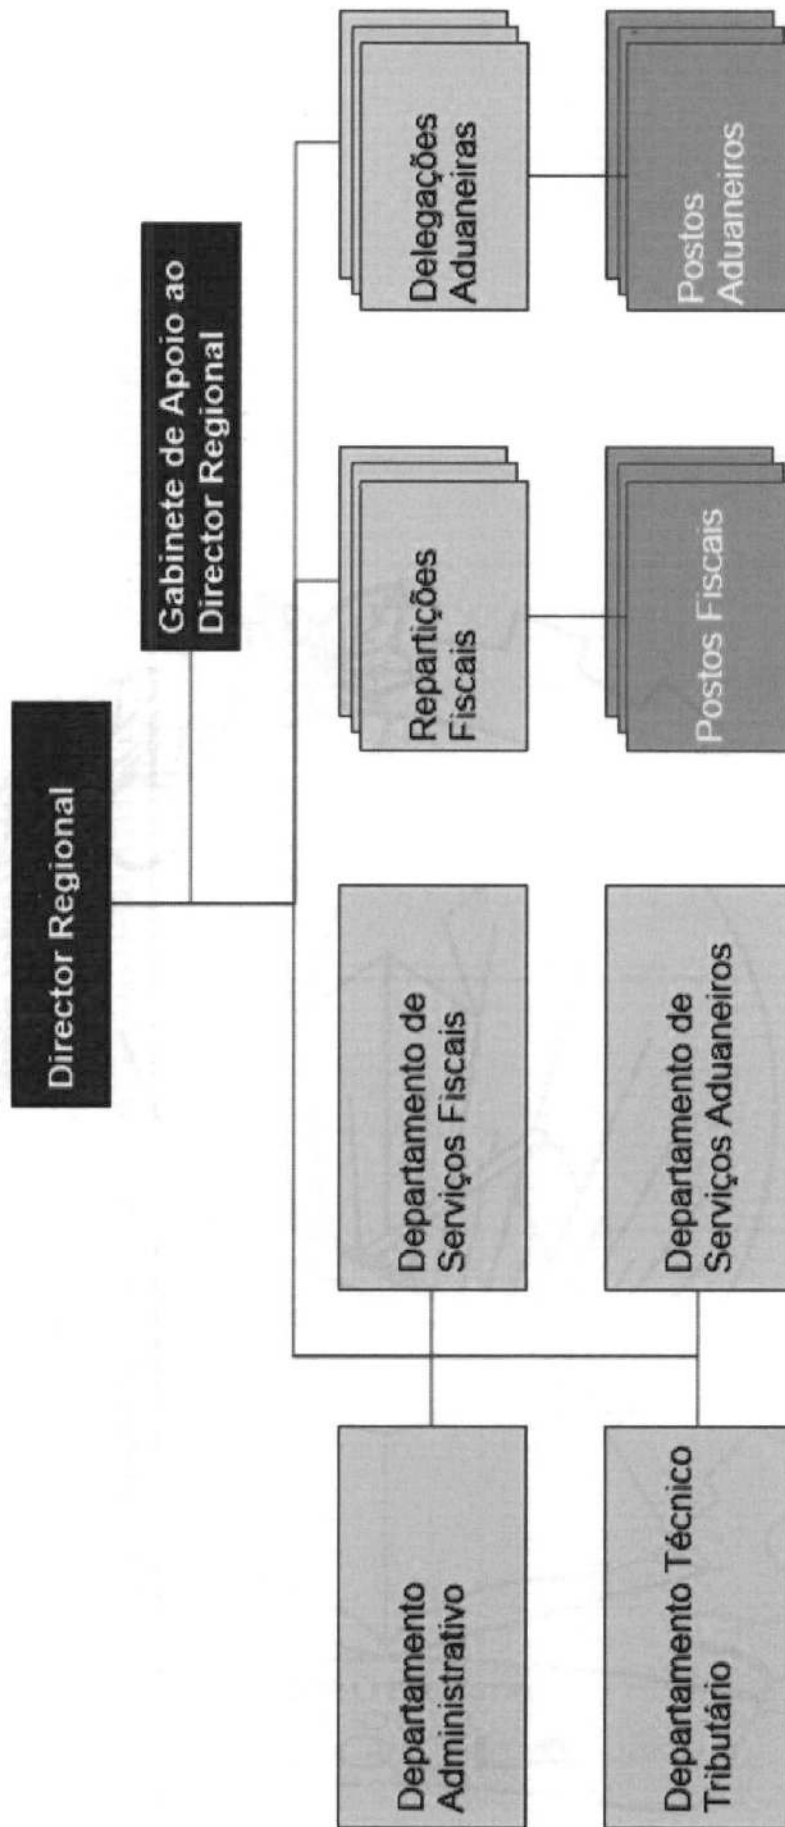 Director Regional
Gabinete de Apoio ao
Director Regional
Departamento
Administrativo
Departamento de
Serviços Fiscais
Repartições
Fiscais
Delegações
Aduaneiras
Departamento Técnico
Tributário
Departamento de
Serviços Aduaneiros
Postos Fiscais
Postos
Aduaneiros